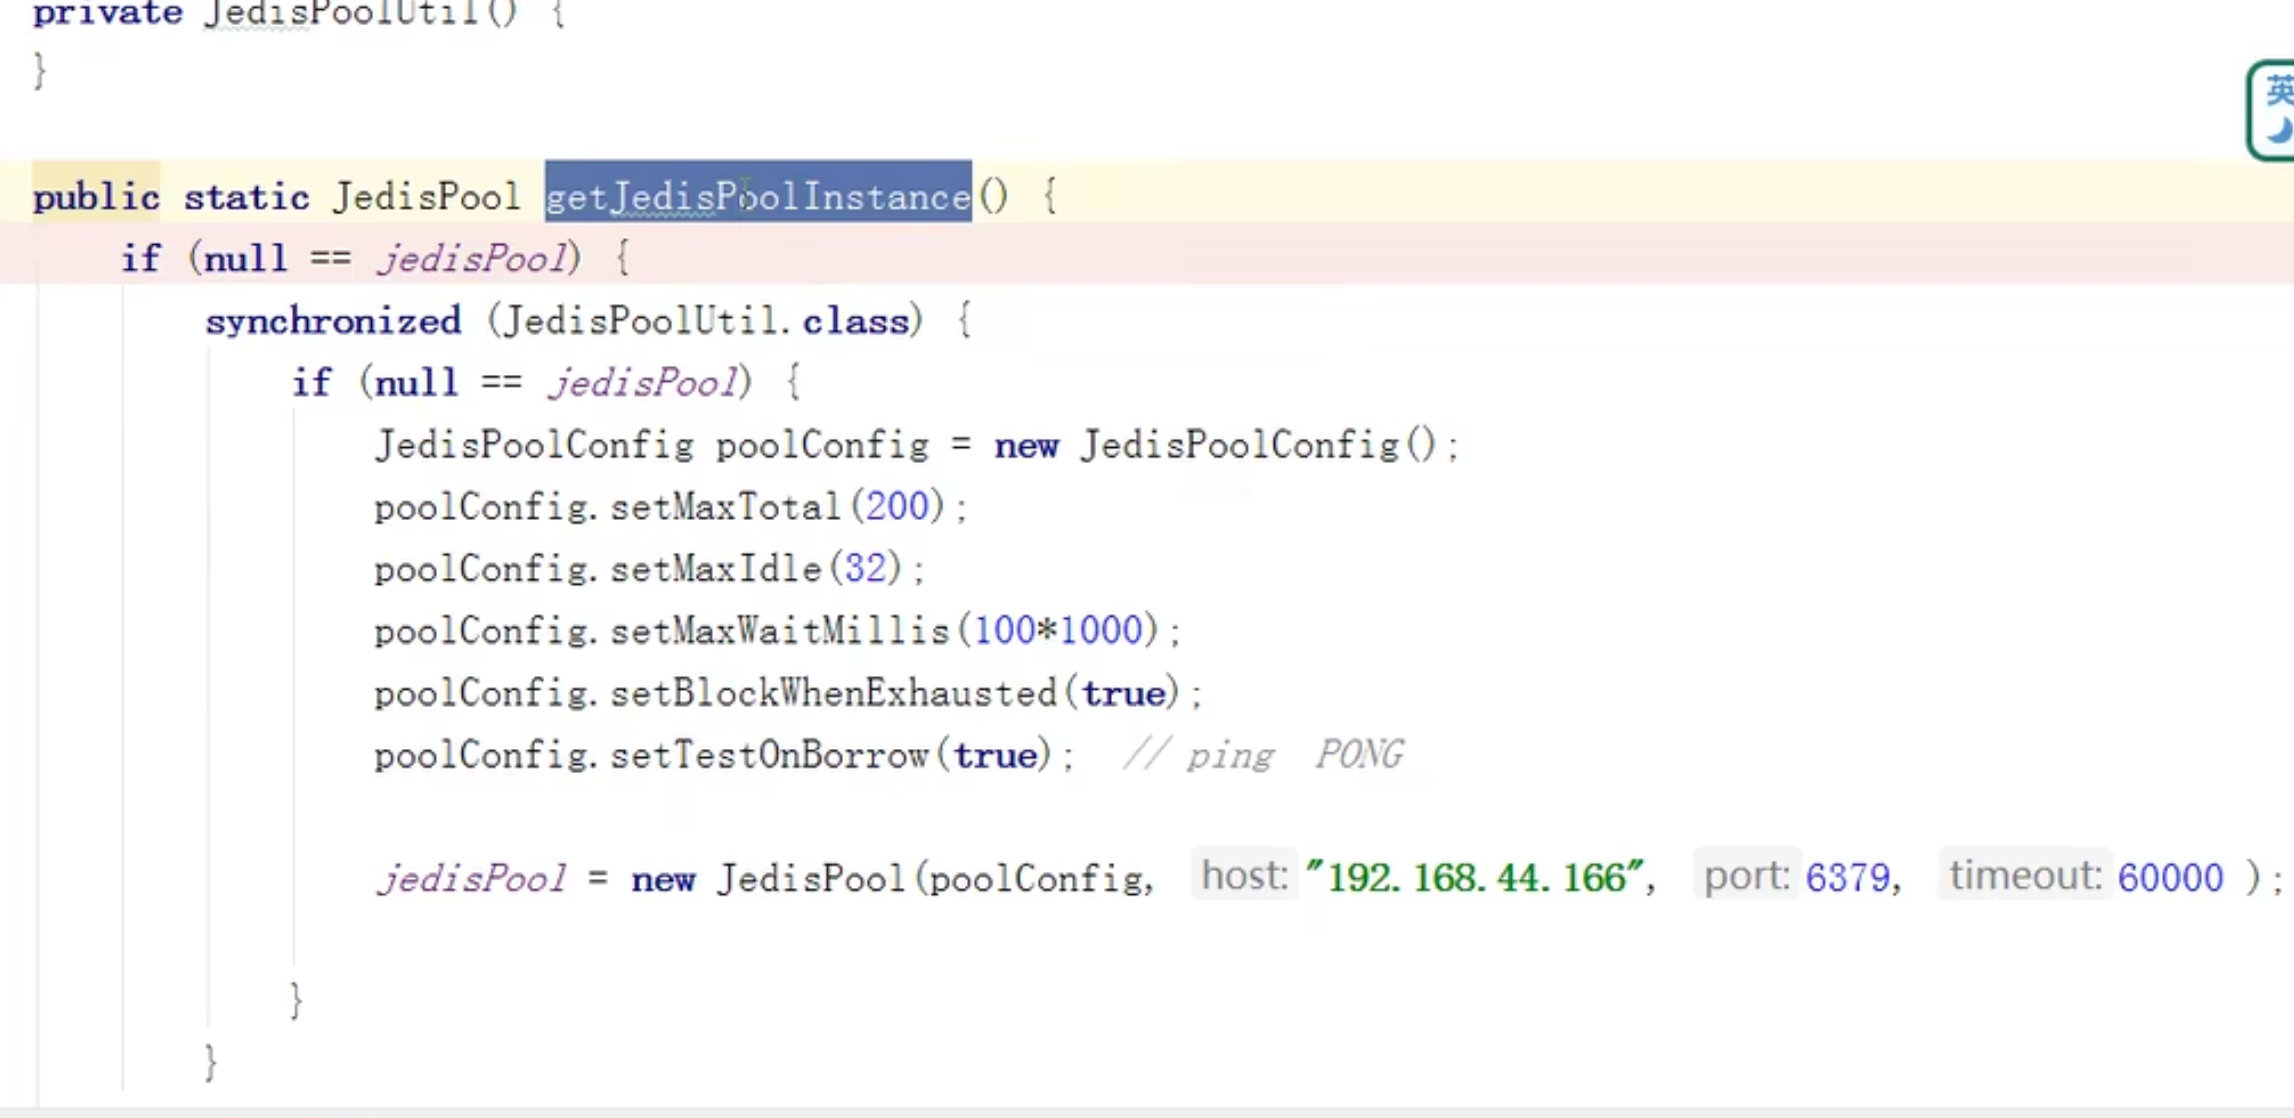 private JedisPoolUtil() {
}
英
public static JedisPool getJedisPoolInstance() {
if (null == jedisPool) {
synchronized (JedisPoolUtil.class) {
if (null == jedisPool) {
JedisPoolConfig poolConfig = new JedisPoolConfig();
poolConfig.setMaxTotal(200);
poolConfig.setMaxIdle(32);
poolConfig.setMaxWaitMillis(100*1000);
poolConfig.setBlockWhenExhausted(true);
poolConfig.setTestOnBorrow(true);  // ping  PONG
jedisPool = new JedisPool(poolConfig, host: "192.168.44.166", port: 6379, timeout: 60000 );
}
}